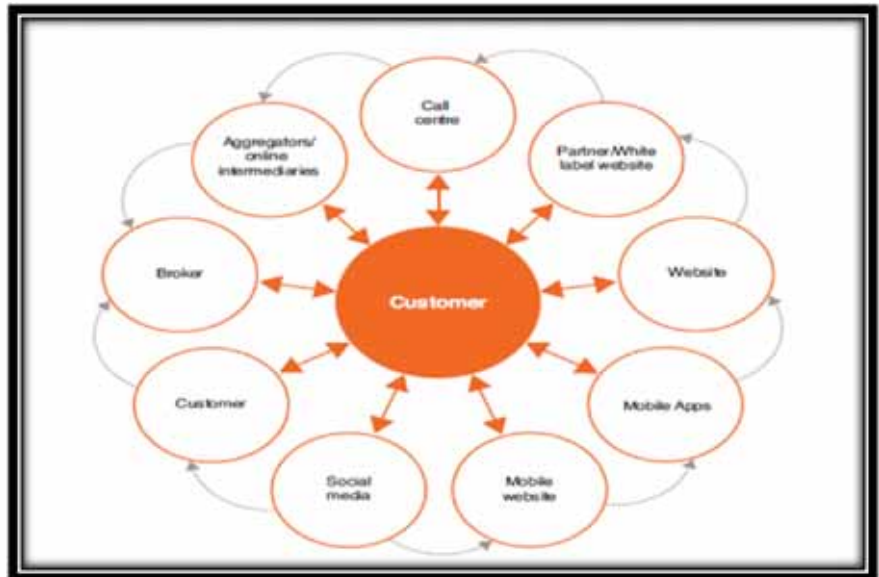 Call
centre
Aggregators/
online
intermediaries
Partner/White
label website
Broker
Customer
Website
Customer
Mobile Apps
Social
media
Mobile
website